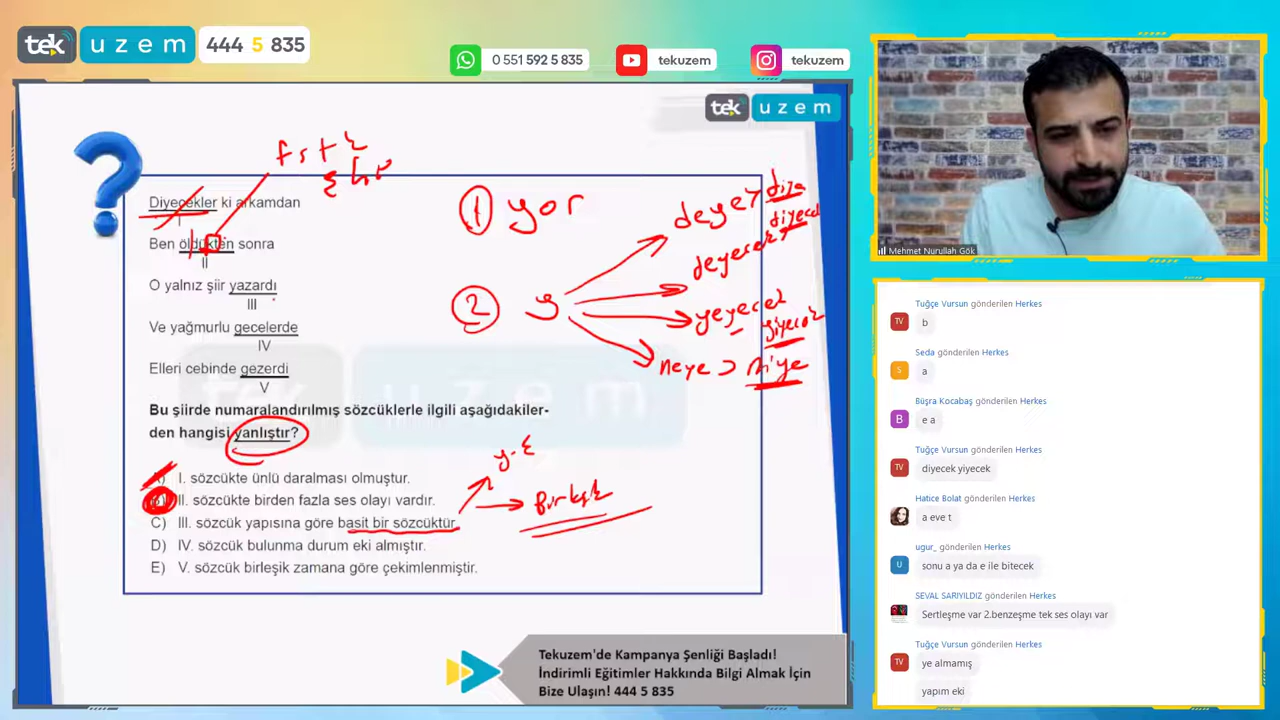 tek uzem 444 5 835
0 551 592 5 835
tekuzem
tekuzem
tek uzem
Diyecekler ki arkamdan
I
Ben öldükten sonra
II
O yalnız şiir yazardı
III
Ve yağmurlu gecelerde
IV
Elleri cebinde gezerdi
V
Bu şiirde numaralandırılmış sözcüklerle ilgili aşağıdakiler-
den hangisi yanlıştır?
A) I. sözcükte ünlü daralması olmuştur.
B) II. sözcükte birden fazla ses olayı vardır.
C) III. sözcük yapısına göre basit bir sözcüktür.
D) IV. sözcük bulunma durum eki almıştır.
E) V. sözcük birleşik zamana göre çekimlenmiştir.
1 yor
2 y
neye > niye
y-E
Birleşik
Tekuzem'de Kampanya Şenliği Başladı!
İndirimli Eğitimler Hakkında Bilgi Almak İçin
Bize Ulaşın! 444 5 835
Mehmet Nurullah Gök
Tuğçe Vursun gönderilen Herkes
TV b
Seda gönderilen Herkes
S a
Büşra Kocabaş gönderilen Herkes
B e a
Tuğçe Vursun gönderilen Herkes
TV diyecek yiyecek
Hatice Bolat gönderilen Herkes
a eve t
ugur_ gönderilen Herkes
U sonu a ya da e ile bitecek
SEVAL SARIYILDIZ gönderilen Herkes
Sertleşme var 2.benzeşme tek ses olayı var
Tuğçe Vursun gönderilen Herkes
TV ye almamış
yapım eki